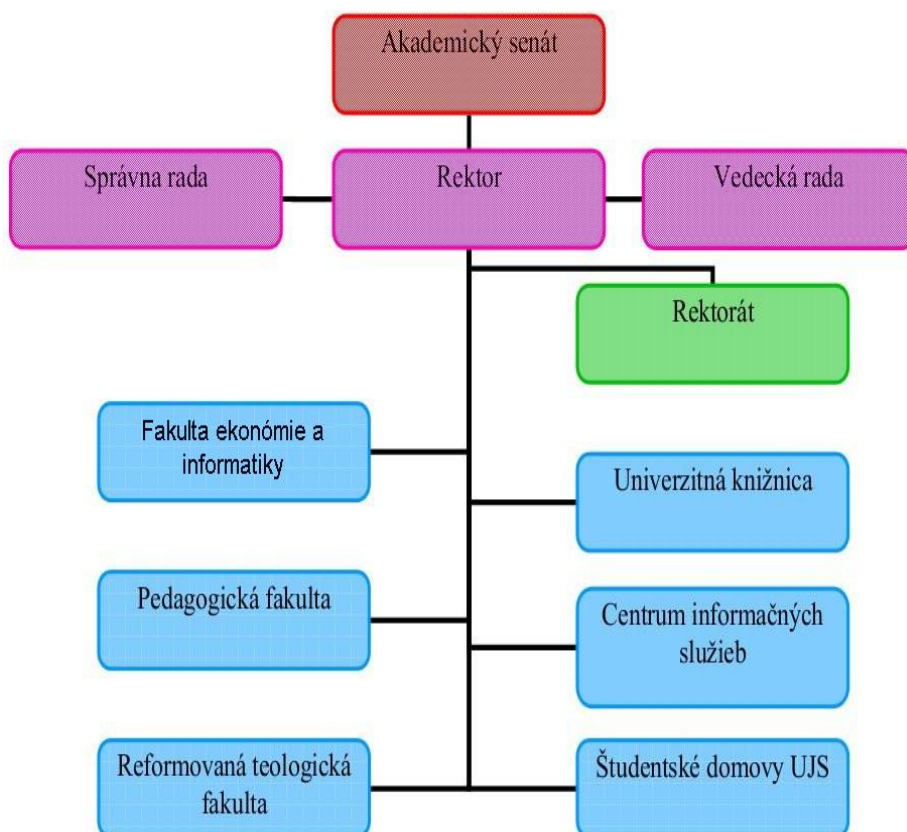 Akademický senát
Správna rada
Rektor
Vedecká rada
Rektorát
Fakulta ekonómie a
informatiky
Univerzitná knižnica
Pedagogická fakulta
Centrum informačných
služieb
Reformovaná teologická
fakulta
Študentské domovy UJS